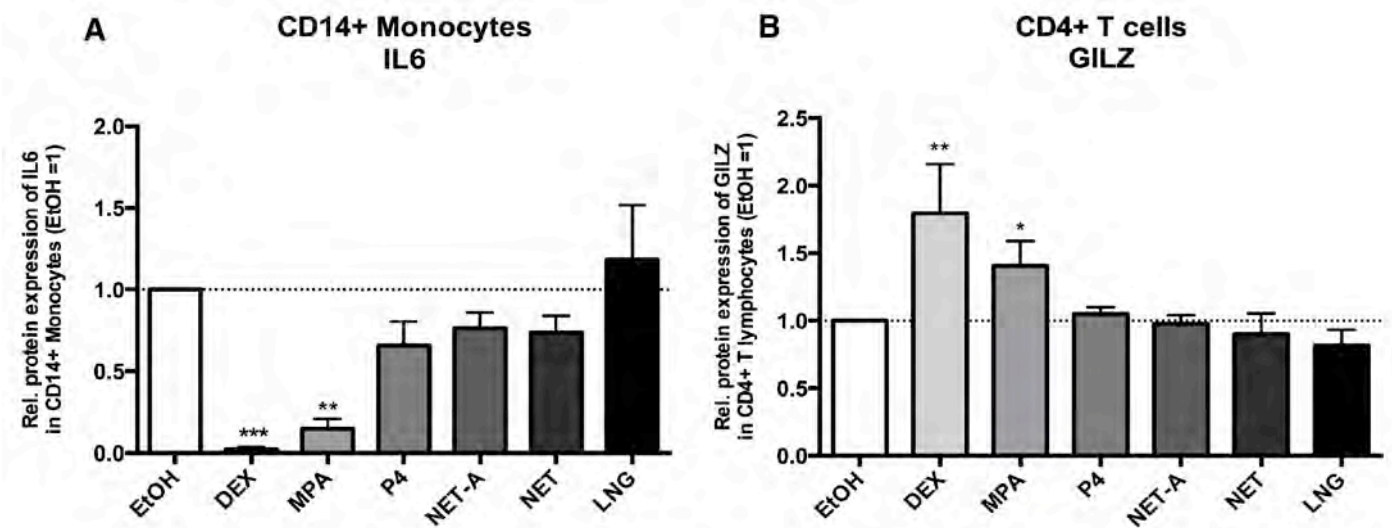 A
CD14+ Monocytes
IL6
Rel. protein expression of IL6
in CD14+ Monocytes (EtOH =1)
2.0
1.5
1.0
0.5
0.0
***
**
EtOH
DEX
MPA
P4
NET-A
NET
LNG
B
CD4+ T cells
GILZ
Rel. protein expression of GILZ
in CD4+ T lymphocytes (EtOH =1)
2.5
2.0
1.5
1.0
0.5
0.0
**
*
EtOH
DEX
MPA
P4
NET-A
NET
LNG